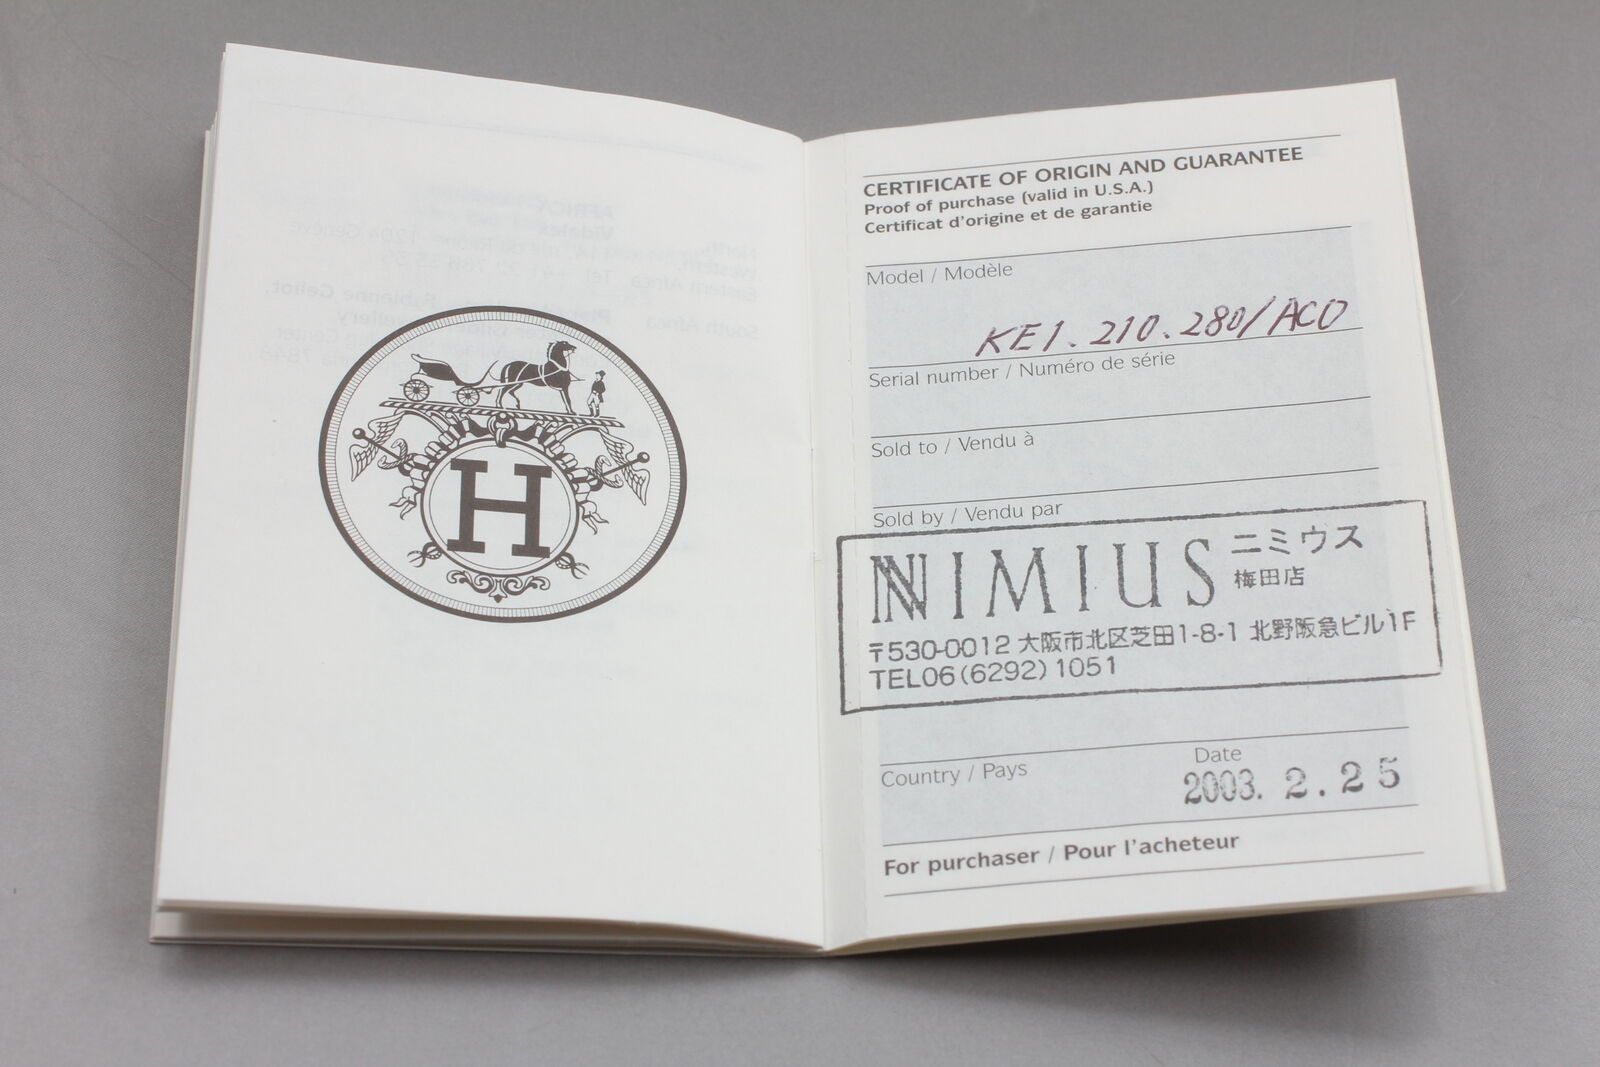 H
CERTIFICATE OF ORIGIN AND GUARANTEE
Proof of purchase (valid in U.S.A.)
Certificat d'origine et de garantie
Model / Modèle
KE1.210.280/ACO
Serial number / Numéro de série
Sold to / Vendu à
Sold by / Vendu par
NIMIUS ニミウス
梅田店
〒530-0012 大阪市北区芝田1-8-1 北野阪急ビル1F
TEL06(6292)1051
Country / Pays
Date
2003. 2. 25
For purchaser / Pour l'acheteur